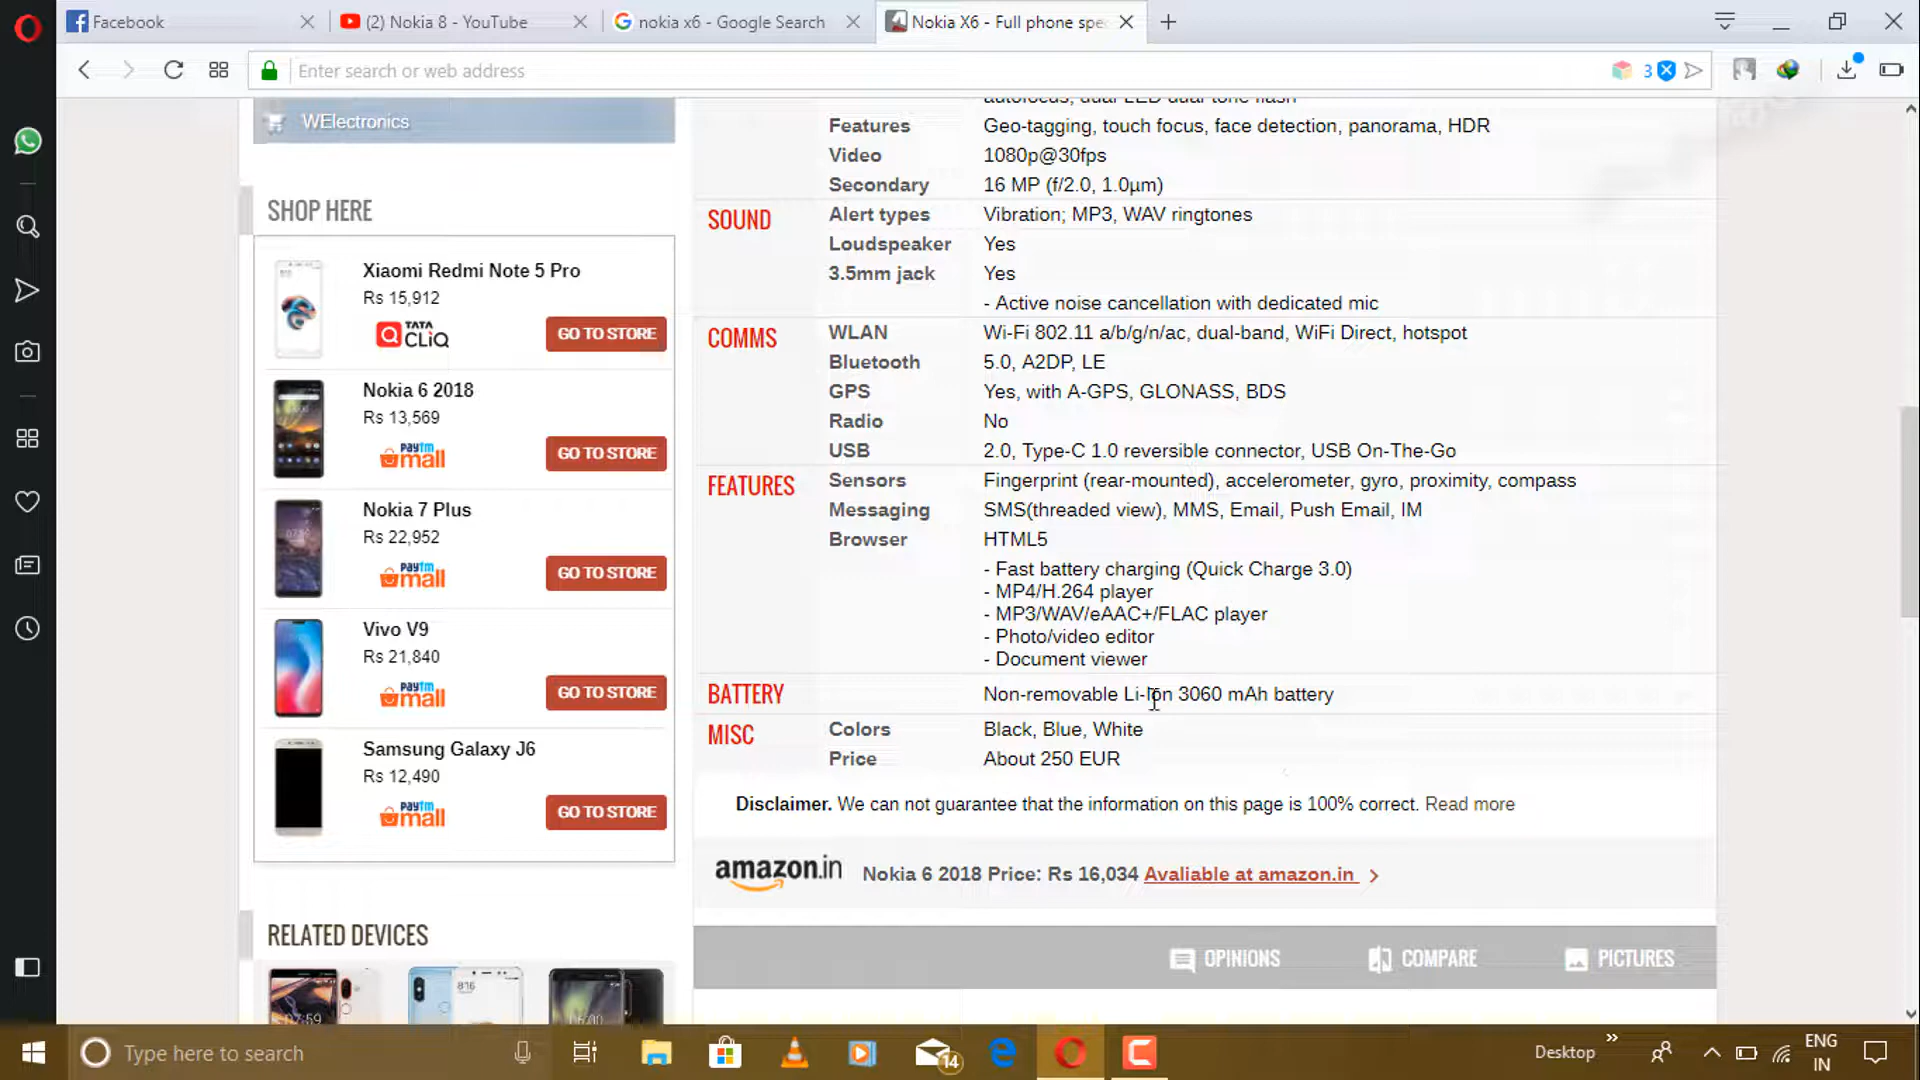 Facebook
(2) Nokia 8 - YouTube
nokia x6 - Google Search
Nokia X6 - Full phone spe
Enter search or web address
3
WElectronics
SHOP HERE
Xiaomi Redmi Note 5 Pro
Rs 15,912
TATA
CLiQ
GO TO STORE
Nokia 6 2018
Rs 13,569
paytm
mall
GO TO STORE
Nokia 7 Plus
Rs 22,952
paytm
mall
GO TO STORE
Vivo V9
Rs 21,840
paytm
mall
GO TO STORE
Samsung Galaxy J6
Rs 12,490
paytm
mall
GO TO STORE
RELATED DEVICES
autofocus, dual-LED dual-tone flash
Features Geo-tagging, touch focus, face detection, panorama, HDR
Video 1080p@30fps
Secondary 16 MP (f/2.0, 1.0µm)
SOUND Alert types Vibration; MP3, WAV ringtones
Loudspeaker Yes
3.5mm jack Yes
- Active noise cancellation with dedicated mic
COMMS WLAN Wi-Fi 802.11 a/b/g/n/ac, dual-band, WiFi Direct, hotspot
Bluetooth 5.0, A2DP, LE
GPS Yes, with A-GPS, GLONASS, BDS
Radio No
USB 2.0, Type-C 1.0 reversible connector, USB On-The-Go
FEATURES Sensors Fingerprint (rear-mounted), accelerometer, gyro, proximity, compass
Messaging SMS(threaded view), MMS, Email, Push Email, IM
Browser HTML5
- Fast battery charging (Quick Charge 3.0)
- MP4/H.264 player
- MP3/WAV/eAAC+/FLAC player
- Photo/video editor
- Document viewer
BATTERY Non-removable Li-Ion 3060 mAh battery
MISC Colors Black, Blue, White
Price About 250 EUR
Disclaimer. We can not guarantee that the information on this page is 100% correct. Read more
amazon.in Nokia 6 2018 Price: Rs 16,034 Avaliable at amazon.in
OPINIONS COMPARE PICTURES
Type here to search
14
Desktop
ENG
IN